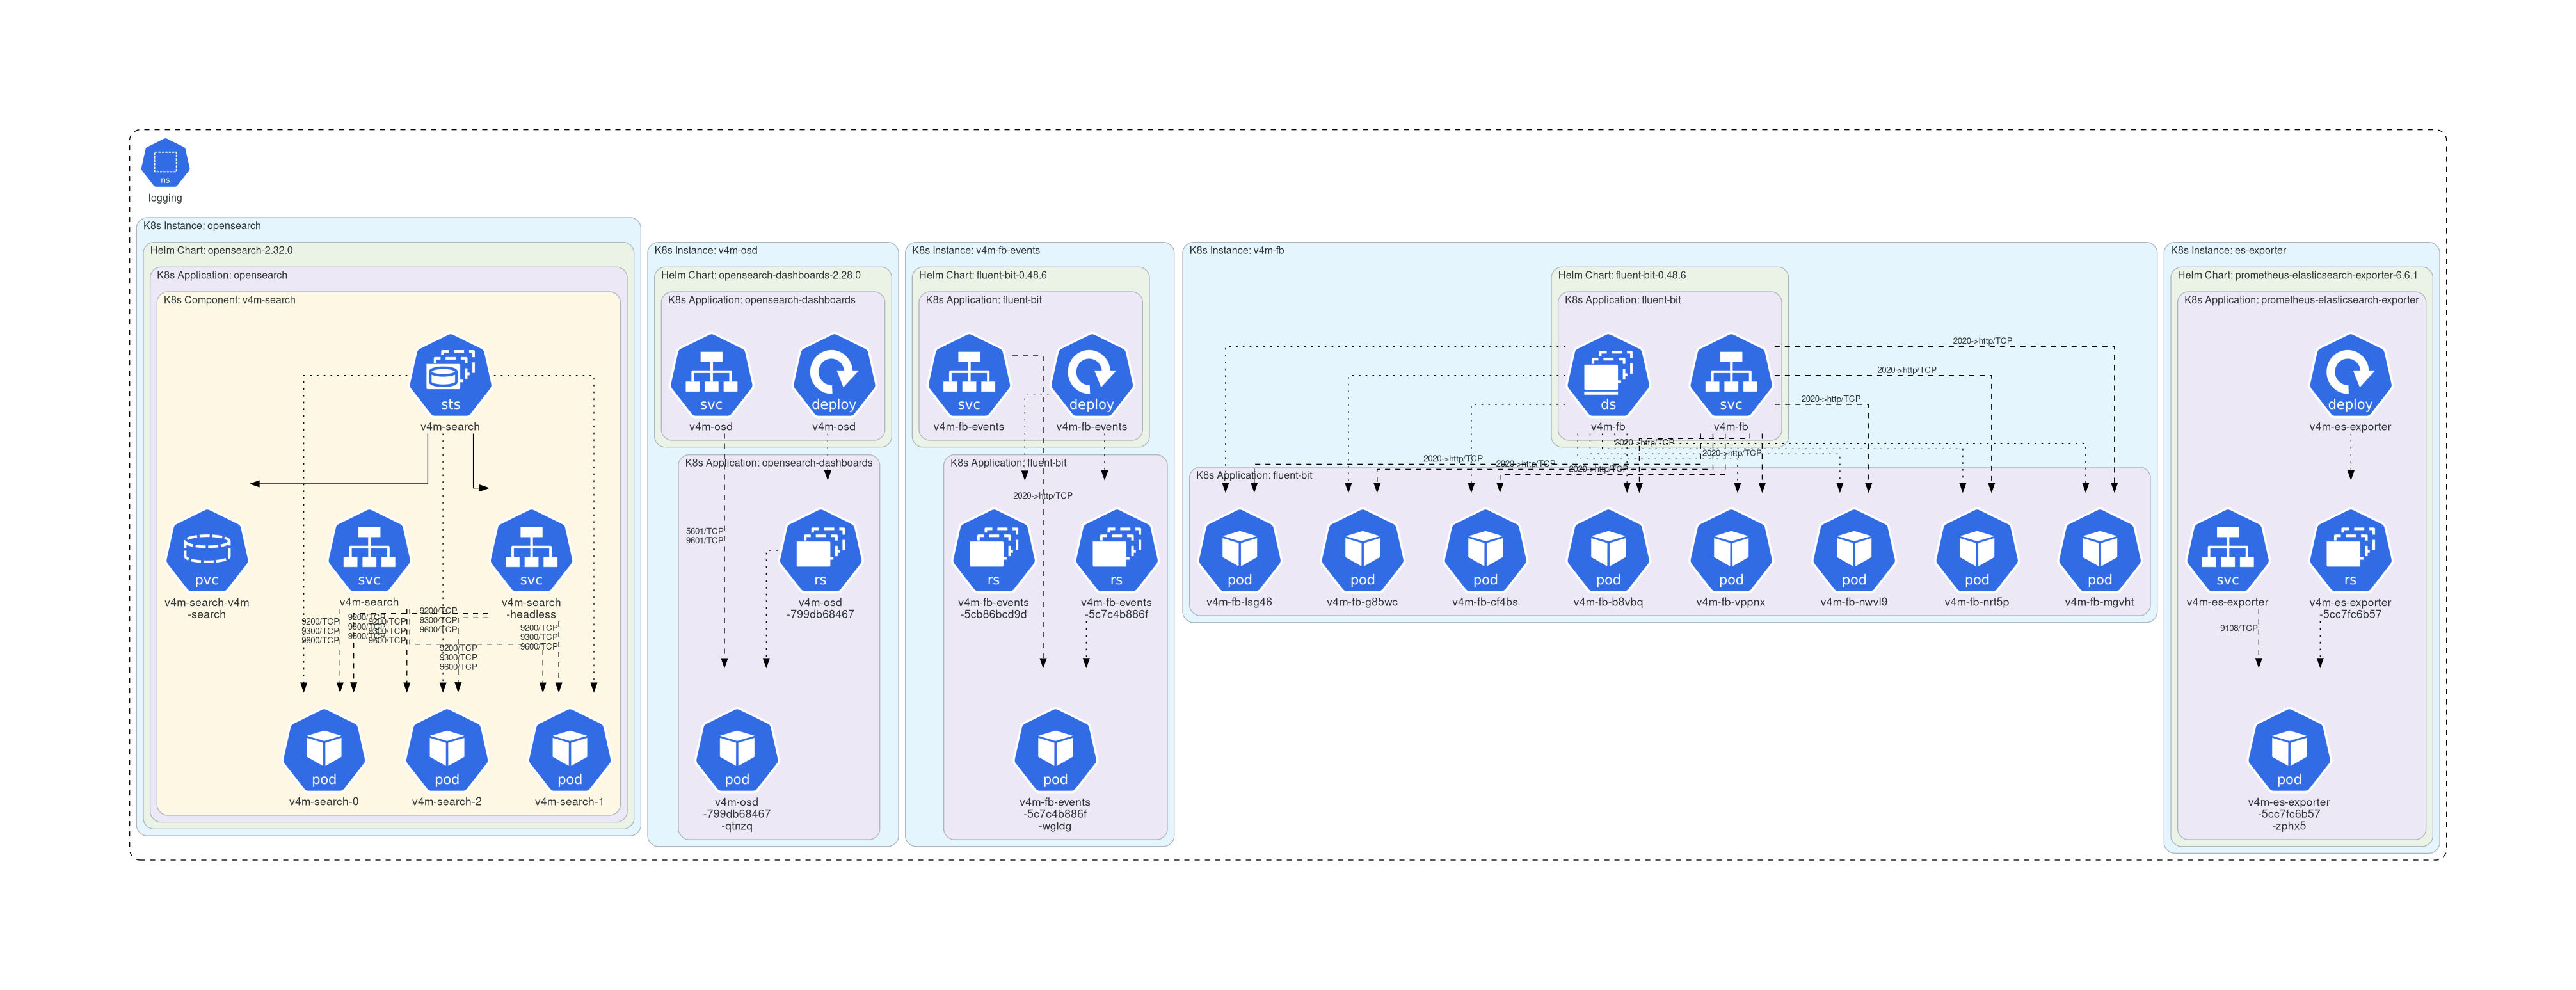 ns
logging
K8s Instance: opensearch
Helm Chart: opensearch-2.32.0
K8s Application: opensearch
K8s Component: v4m-search
sts
v4m-search
pvc
v4m-search-v4m
-search
svc
v4m-search
svc
v4m-search
-headless
9200/TCP
9300/TCP
9600/TCP
9200/TCP
9300/TCP
9600/TCP
9200/TCP
9300/TCP
9600/TCP
9200/TCP
9300/TCP
9600/TCP
9200/TCP
9300/TCP
9600/TCP
9200/TCP
9300/TCP
9600/TCP
pod
v4m-search-0
pod
v4m-search-2
pod
v4m-search-1
K8s Instance: v4m-osd
Helm Chart: opensearch-dashboards-2.28.0
K8s Application: opensearch-dashboards
svc
v4m-osd
deploy
v4m-osd
K8s Application: opensearch-dashboards
5601/TCP
9601/TCP
rs
v4m-osd
-799db68467
pod
v4m-osd
-799db68467
-qtnzq
K8s Instance: v4m-fb-events
Helm Chart: fluent-bit-0.48.6
K8s Application: fluent-bit
svc
v4m-fb-events
deploy
v4m-fb-events
K8s Application: fluent-bit
2020->http/TCP
rs
v4m-fb-events
-5cb86bcd9d
rs
v4m-fb-events
-5c7c4b886f
pod
v4m-fb-events
-5c7c4b886f
-wgldg
K8s Instance: v4m-fb
Helm Chart: fluent-bit-0.48.6
K8s Application: fluent-bit
ds
v4m-fb
svc
v4m-fb
2020->http/TCP
2020->http/TCP
2020->http/TCP
2020->http/TCP
2020->http/TCP
2020->http/TCP
2020->http/TCP
2020->http/TCP
K8s Application: fluent-bit
pod
v4m-fb-lsg46
pod
v4m-fb-g85wc
pod
v4m-fb-cf4bs
pod
v4m-fb-b8vbq
pod
v4m-fb-vppnx
pod
v4m-fb-nwvl9
pod
v4m-fb-nrt5p
pod
v4m-fb-mgvht
K8s Instance: es-exporter
Helm Chart: prometheus-elasticsearch-exporter-6.6.1
K8s Application: prometheus-elasticsearch-exporter
deploy
v4m-es-exporter
svc
v4m-es-exporter
rs
v4m-es-exporter
-5cc7fc6b57
9108/TCP
pod
v4m-es-exporter
-5cc7fc6b57
-zphx5